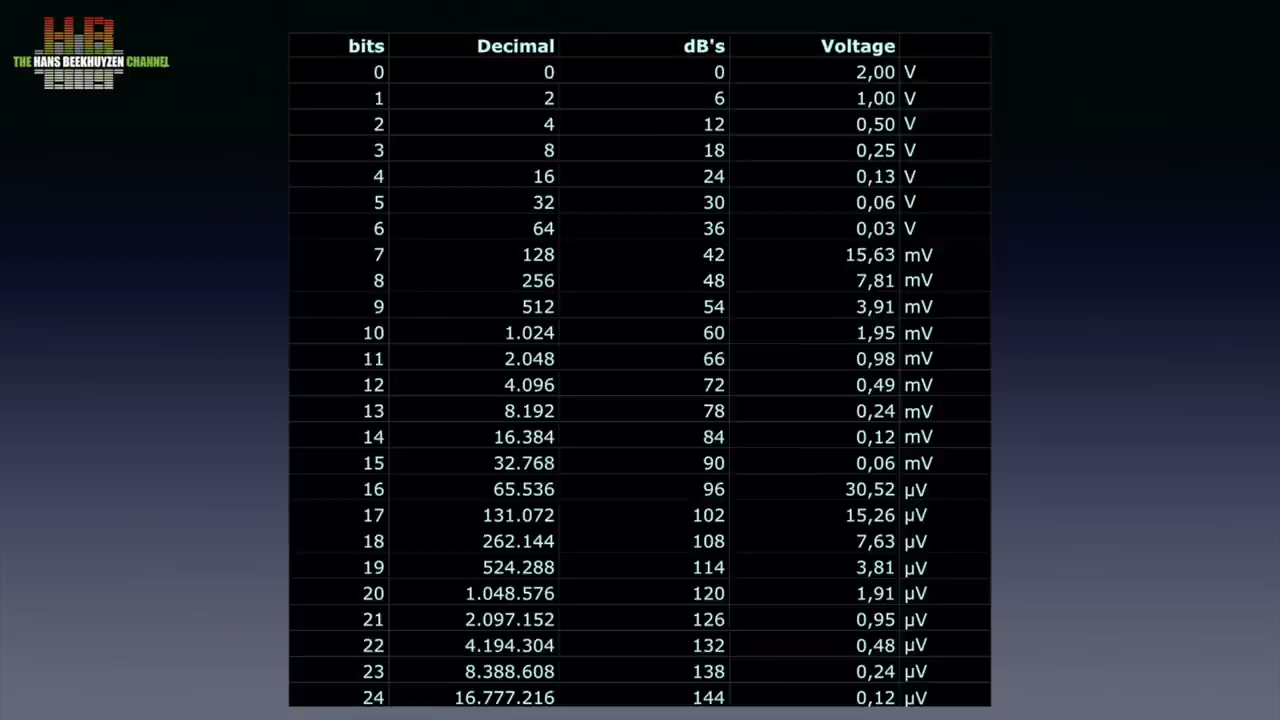 THE HANS BEEKHUYZEN CHANNEL
bits Decimal dB's Voltage
0 0 0 2,00 V
1 2 6 1,00 V
2 4 12 0,50 V
3 8 18 0,25 V
4 16 24 0,13 V
5 32 30 0,06 V
6 64 36 0,03 V
7 128 42 15,63 mV
8 256 48 7,81 mV
9 512 54 3,91 mV
10 1.024 60 1,95 mV
11 2.048 66 0,98 mV
12 4.096 72 0,49 mV
13 8.192 78 0,24 mV
14 16.384 84 0,12 mV
15 32.768 90 0,06 mV
16 65.536 96 30,52 µV
17 131.072 102 15,26 µV
18 262.144 108 7,63 µV
19 524.288 114 3,81 µV
20 1.048.576 120 1,91 µV
21 2.097.152 126 0,95 µV
22 4.194.304 132 0,48 µV
23 8.388.608 138 0,24 µV
24 16.777.216 144 0,12 µV